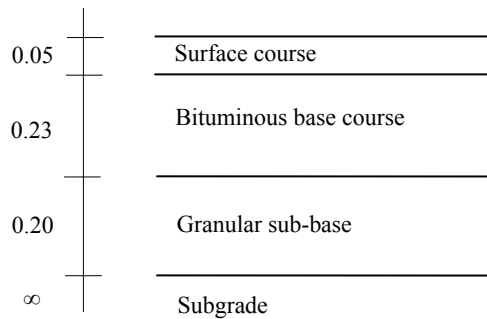 0.05 Surface course
0.23 Bituminous base course
0.20 Granular sub-base
∞ Subgrade